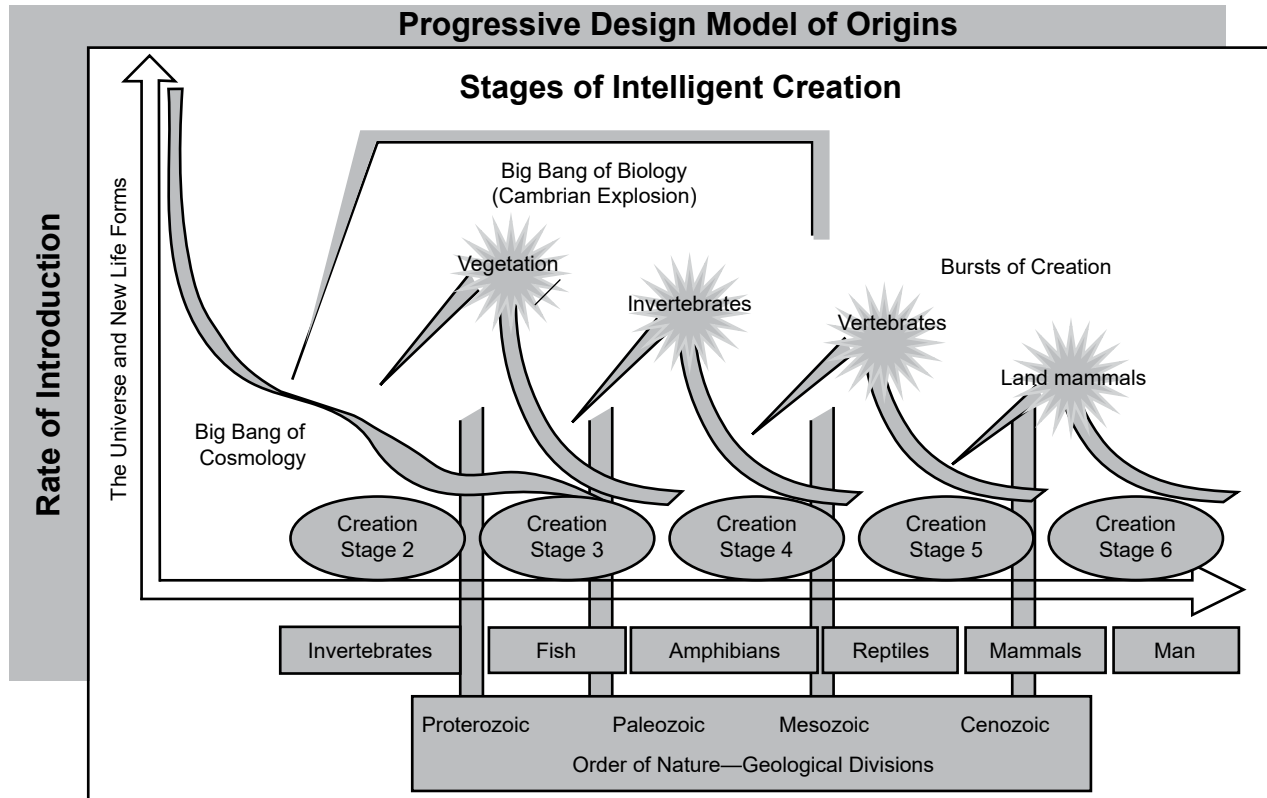 Progressive Design Model of Origins
Stages of Intelligent Creation
Rate of Introduction
The Universe and New Life Forms
Big Bang of Biology
(Cambrian Explosion)
Vegetation
Invertebrates
Vertebrates
Land mammals
Bursts of Creation
Big Bang of
Cosmology
Creation
Stage 2
Creation
Stage 3
Creation
Stage 4
Creation
Stage 5
Creation
Stage 6
Invertebrates
Fish
Amphibians
Reptiles
Mammals
Man
Proterozoic
Paleozoic
Mesozoic
Cenozoic
Order of Nature—Geological Divisions